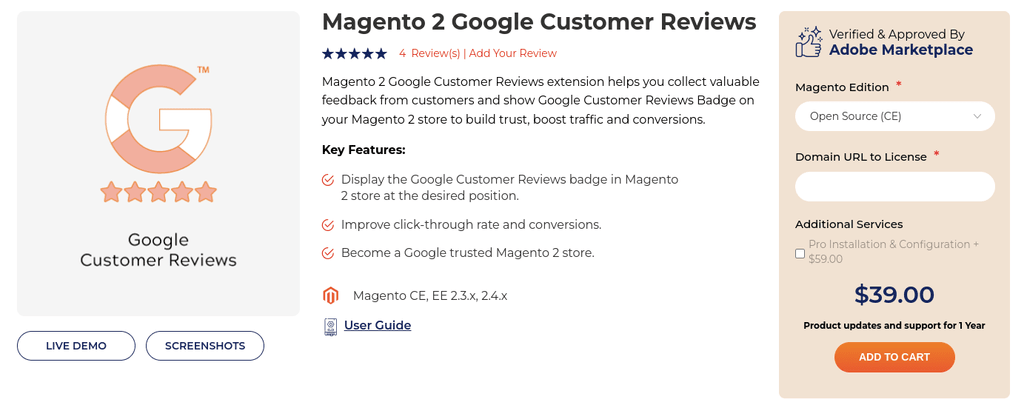 TM
Google
Customer Reviews
LIVE DEMO
SCREENSHOTS
Magento 2 Google Customer Reviews
4 Review(s) | Add Your Review
Magento 2 Google Customer Reviews extension helps you collect valuable
feedback from customers and show Google Customer Reviews Badge on
your Magento 2 store to build trust, boost traffic and conversions.
Key Features:
Display the Google Customer Reviews badge in Magento
2 store at the desired position.
Improve click-through rate and conversions.
Become a Google trusted Magento 2 store.
Magento CE, EE 2.3.x, 2.4.x
User Guide
Verified & Approved By
Adobe Marketplace
Magento Edition *
Open Source (CE)
Domain URL to License *
Additional Services
Pro Installation & Configuration +
$59.00
$39.00
Product updates and support for 1 Year
ADD TO CART